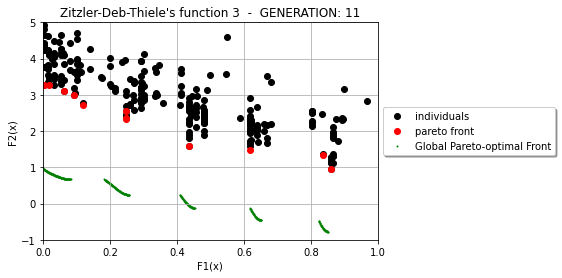 Zitzler-Deb-Thiele's function 3 - GENERATION: 11
5
4
3
2
1
0
-1
F2(x)
0.0 0.2 0.4 0.6 0.8 1.0
F1(x)
individuals
pareto front
Global Pareto-optimal Front